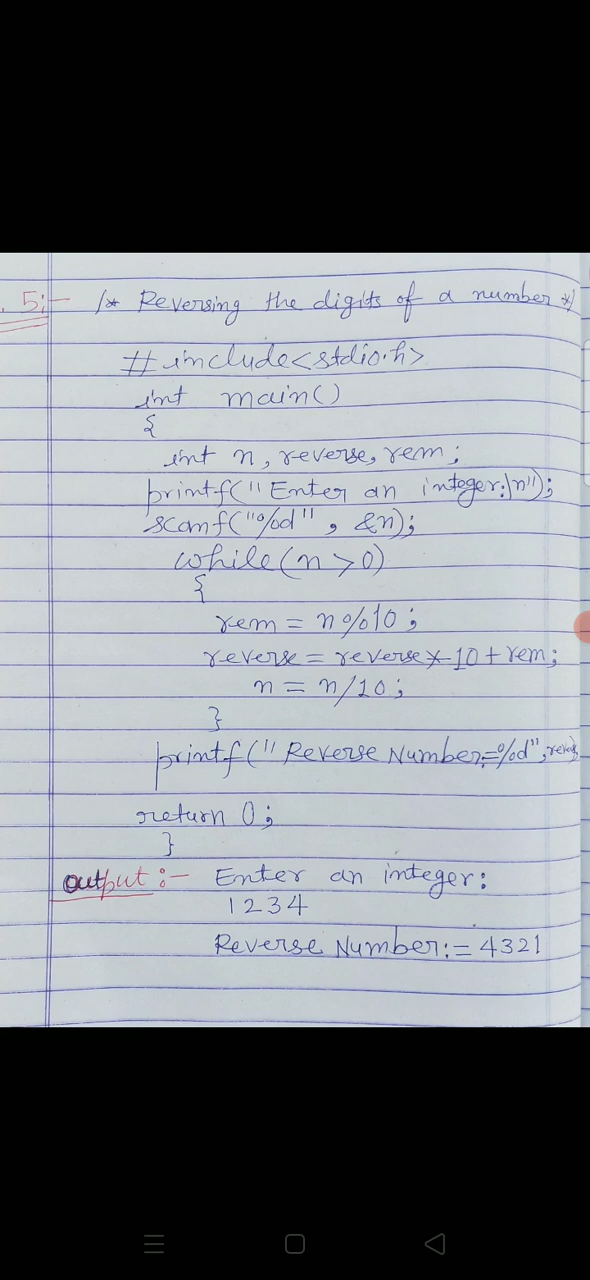 . 5:-
/* Reversing the digits of a number */
#include<stdio.h>
int main()
{
int n, reverse, rem;
printf("Enter an integer:\n");
scanf("%d", &n);
while(n>0)
{
rem = n%10;
reverse = reverse*10+rem;
n = n/10;
}
printf("Reverse Number:=%d",
return 0;
}
output :- Enter an integer:
1234
Reverse Number:= 4321